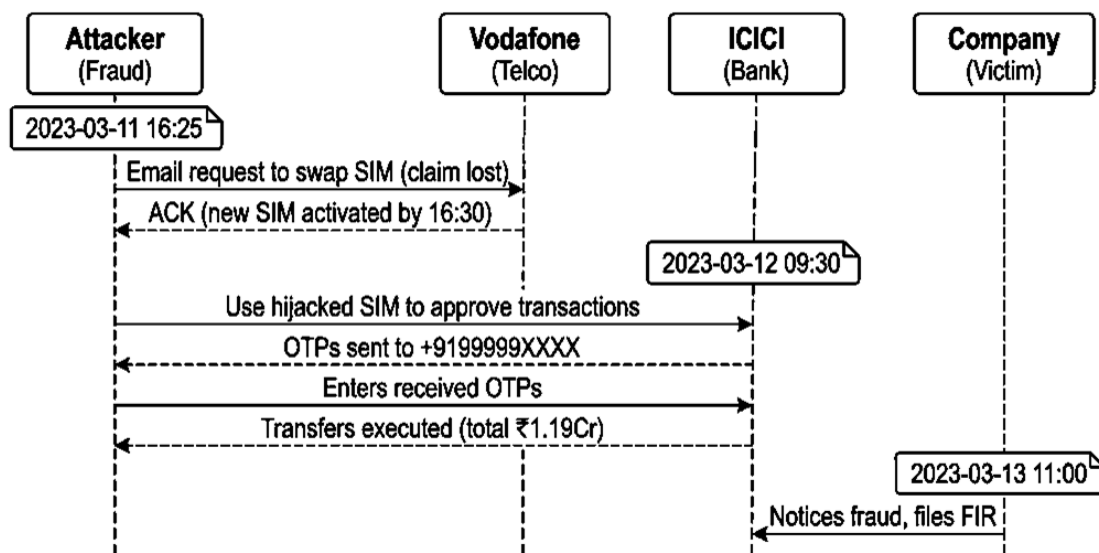 Attacker
(Fraud)
Vodafone
(Telco)
ICICI
(Bank)
Company
(Victim)
2023-03-11 16:25
Email request to swap SIM (claim lost)
ACK (new SIM activated by 16:30)
2023-03-12 09:30
Use hijacked SIM to approve transactions
OTPs sent to +9199999XXXX
Enters received OTPs
Transfers executed (total ₹1.19Cr)
2023-03-13 11:00
Notices fraud, files FIR